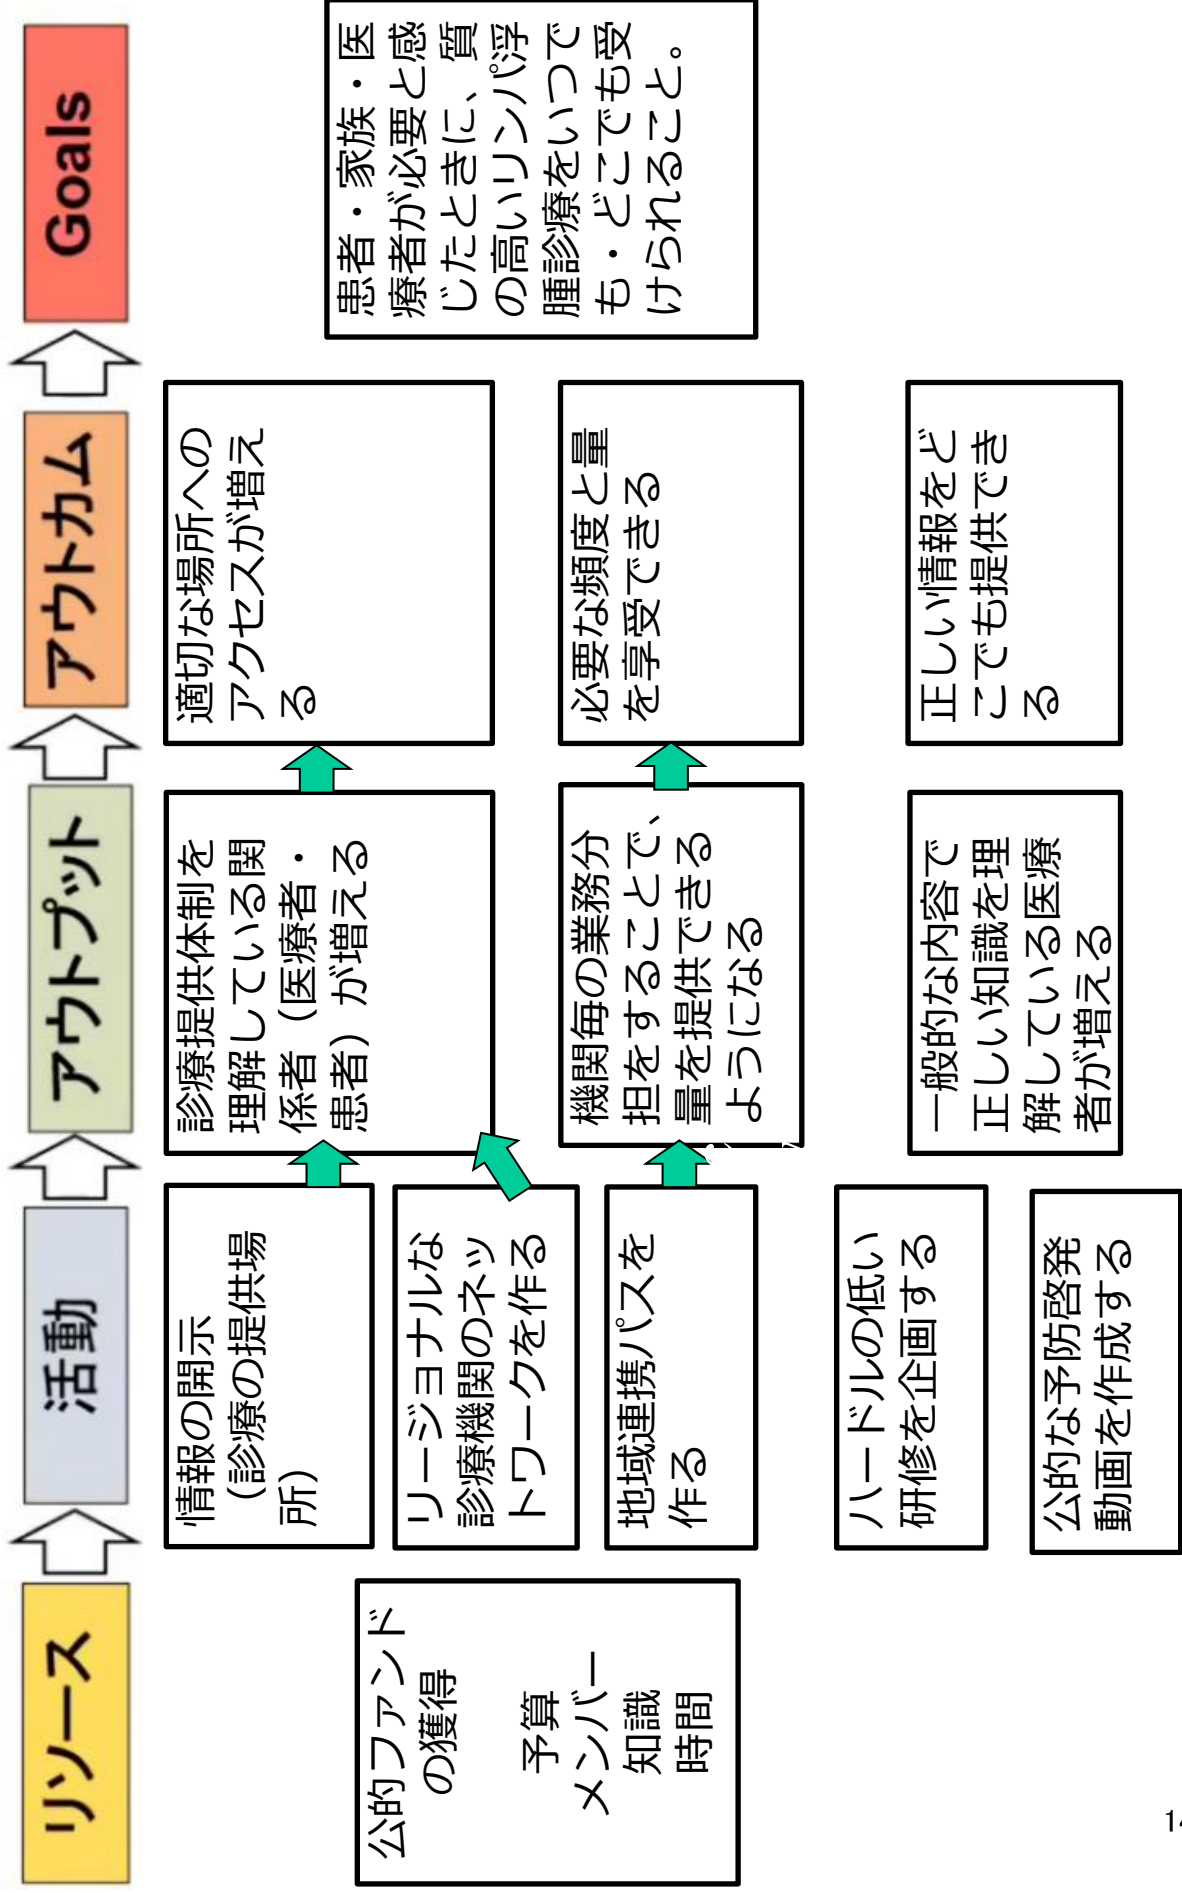 リソース
活動
アウトプット
アウトカム
Goals
公的ファンド
の獲得
予算
メンバー
知識
時間
情報の開示
（診療の提供場
所）
リージョナルな
診療機関のネッ
トワークを作る
地域連携パスを
作る
ハードルの低い
研修を企画する
公的な予防啓発
動画を作成する
診療提供体制を
理解している関
係者（医療者・
患者）が増える
機関毎の業務分
担をすることで、
量を提供できる
ようになる
一般的な内容で
正しい知識を理
解している医療
者が増える
適切な場所への
アクセスが増え
る
必要な頻度と量
を享受できる
正しい情報をど
こでも提供でき
る
患者・家族・医
療者が必要と感
じたときに、質
の高いリンパ浮
腫診療をいつで
も・どこでも受
けられること。
14